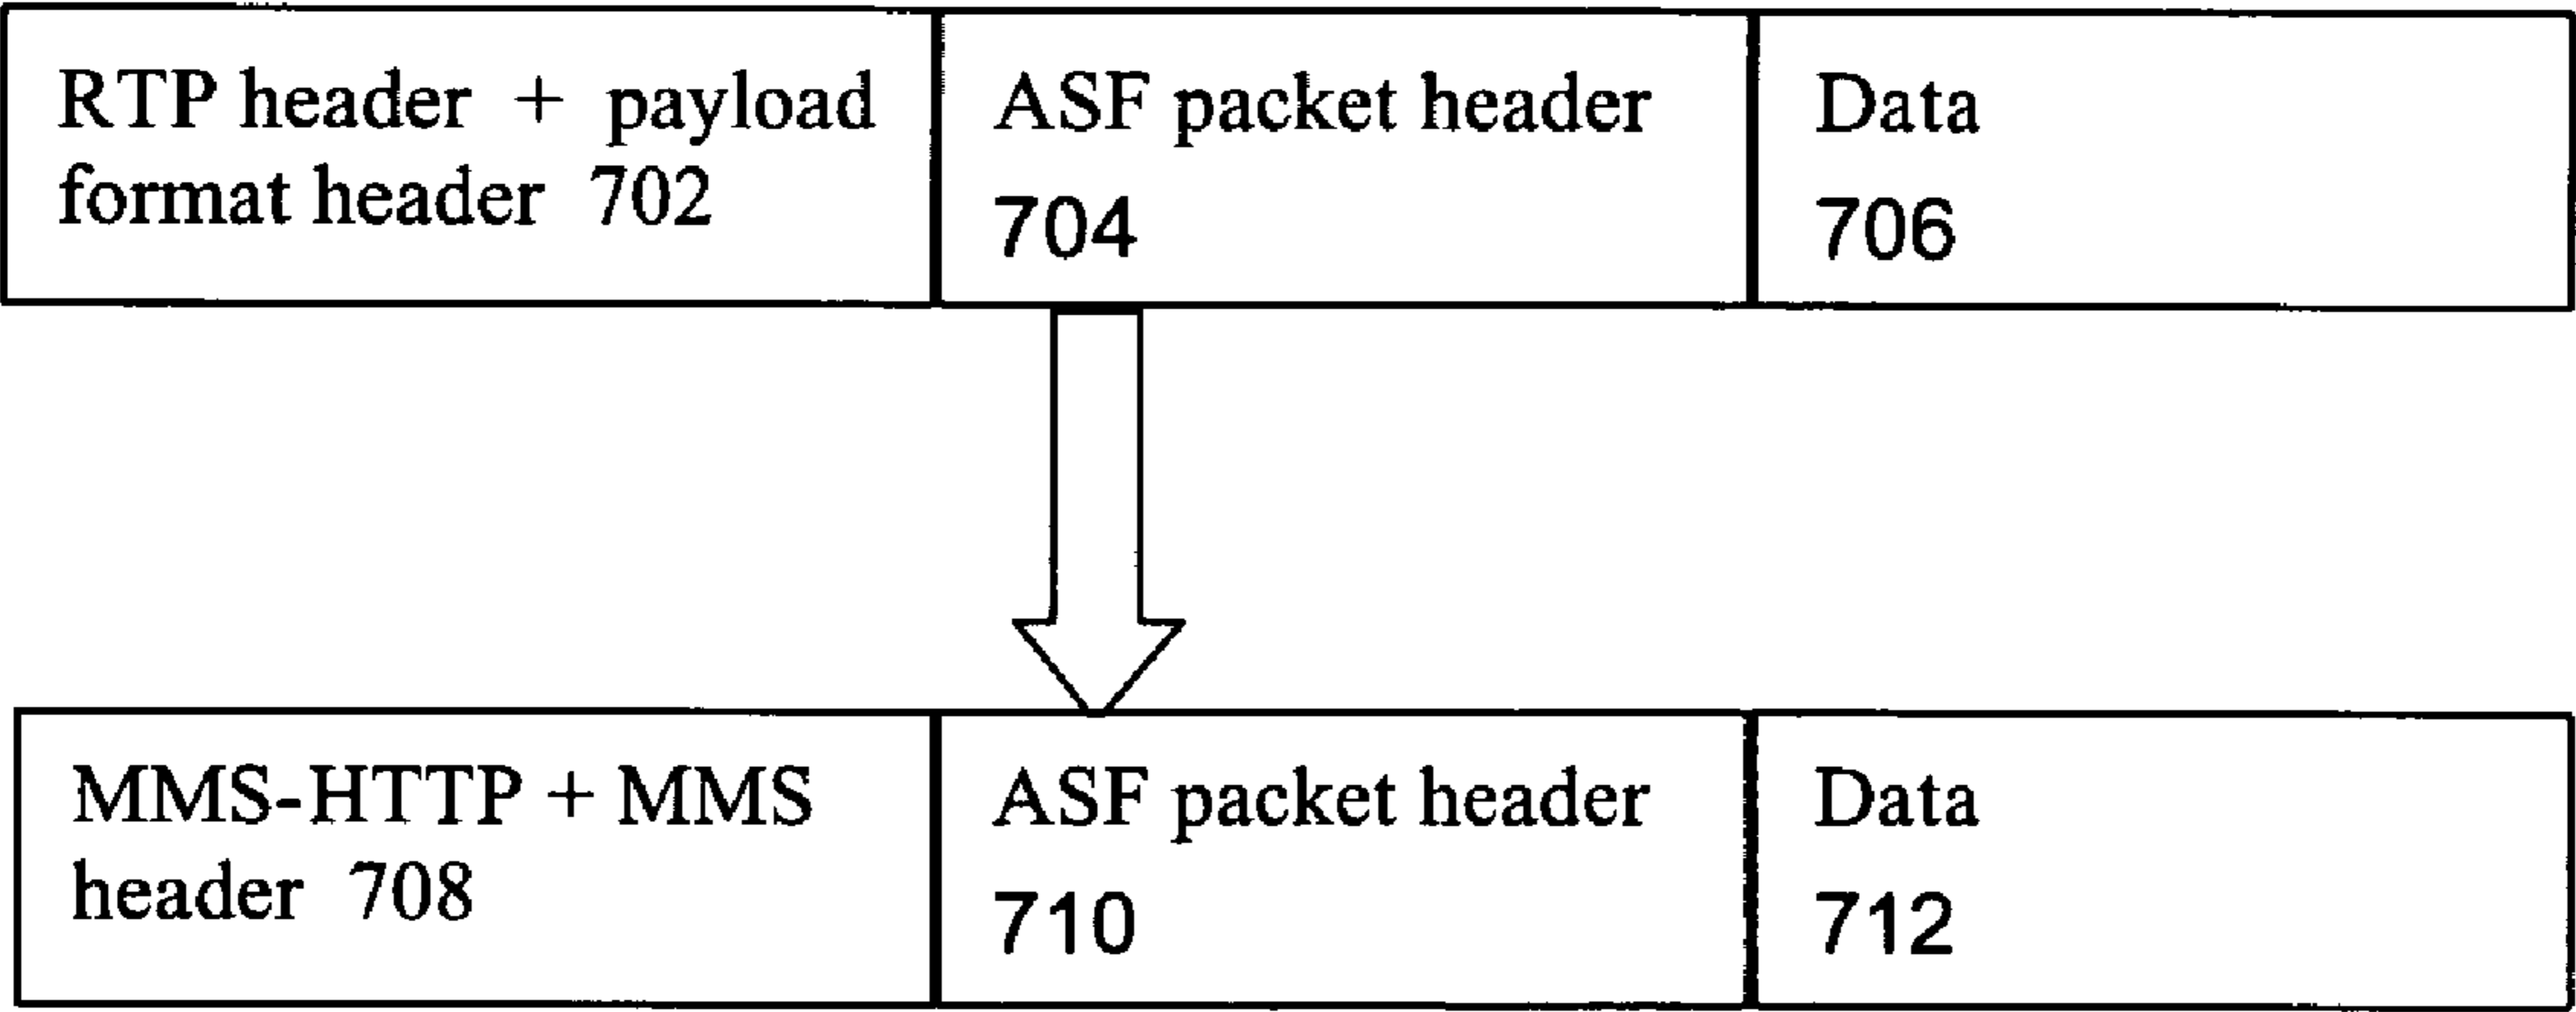 RTP header + payload
format header 702
ASF packet header
704
Data
706
MMS-HTTP + MMS
header 708
ASF packet header
710
Data
712